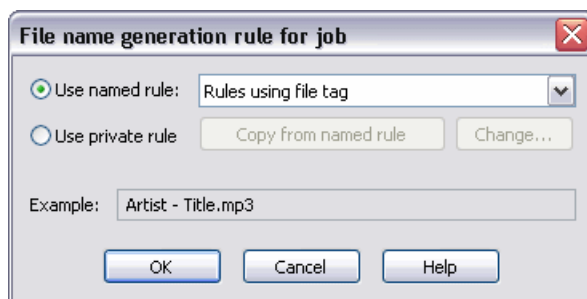 File name generation rule for job
Use named rule: Rules using file tag
Use private rule Copy from named rule Change...
Example: Artist - Title.mp3
OK Cancel Help